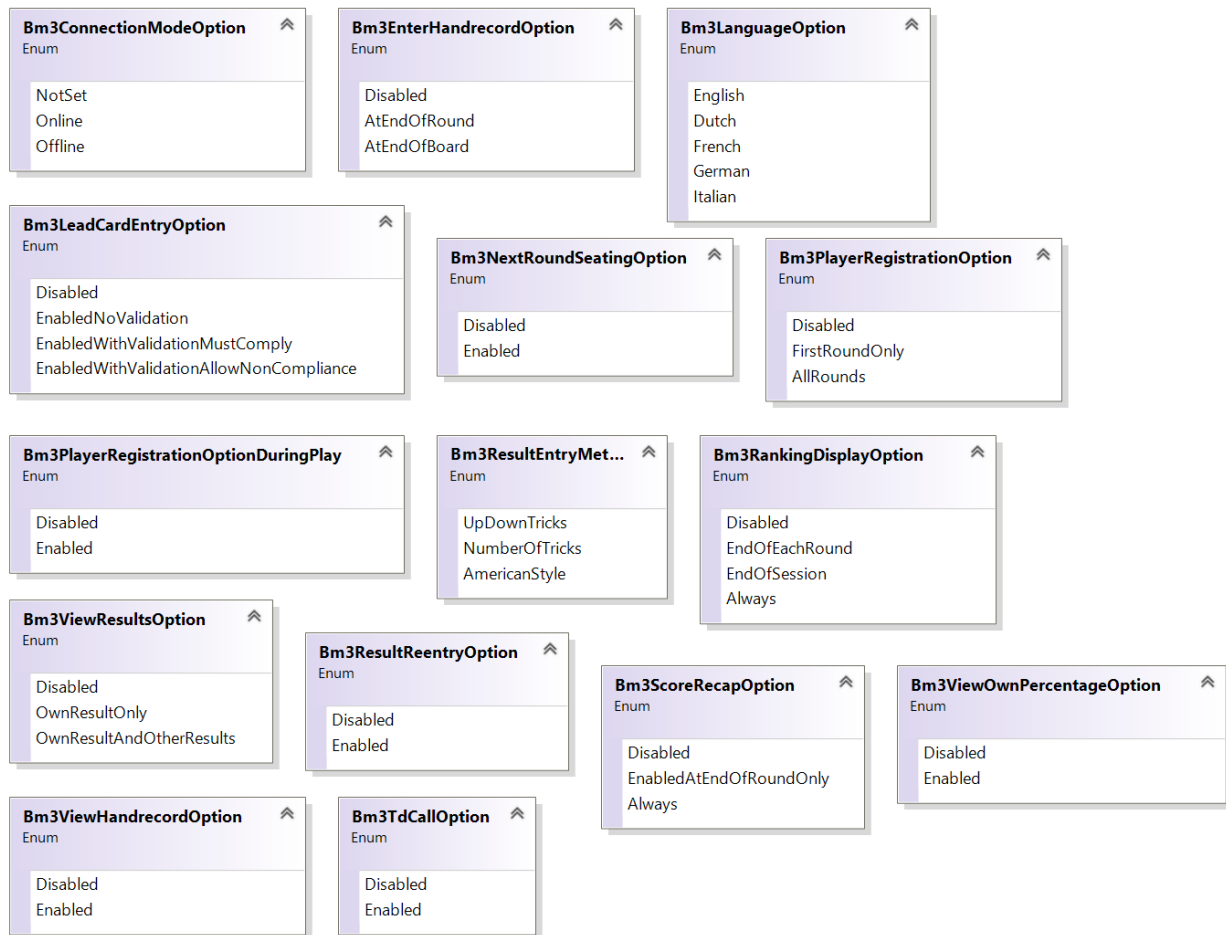 Bm3ConnectionModeOption
Enum
NotSet
Online
Offline
Bm3EnterHandrecordOption
Enum
Disabled
AtEndOfRound
AtEndOfBoard
Bm3LanguageOption
Enum
English
Dutch
French
German
Italian
Bm3LeadCardEntryOption
Enum
Disabled
EnabledNoValidation
EnabledWithValidationMustComply
EnabledWithValidationAllowNonCompliance
Bm3NextRoundSeatingOption
Enum
Disabled
Enabled
Bm3PlayerRegistrationOption
Enum
Disabled
FirstRoundOnly
AllRounds
Bm3PlayerRegistrationOptionDuringPlay
Enum
Disabled
Enabled
Bm3ResultEntryMet...
Enum
UpDownTricks
NumberOfTricks
AmericanStyle
Bm3RankingDisplayOption
Enum
Disabled
EndOfEachRound
EndOfSession
Always
Bm3ViewResultsOption
Enum
Disabled
OwnResultOnly
OwnResultAndOtherResults
Bm3ResultReentryOption
Enum
Disabled
Enabled
Bm3ScoreRecapOption
Enum
Disabled
EnabledAtEndOfRoundOnly
Always
Bm3ViewOwnPercentageOption
Enum
Disabled
Enabled
Bm3ViewHandrecordOption
Enum
Disabled
Enabled
Bm3TdCallOption
Enum
Disabled
Enabled